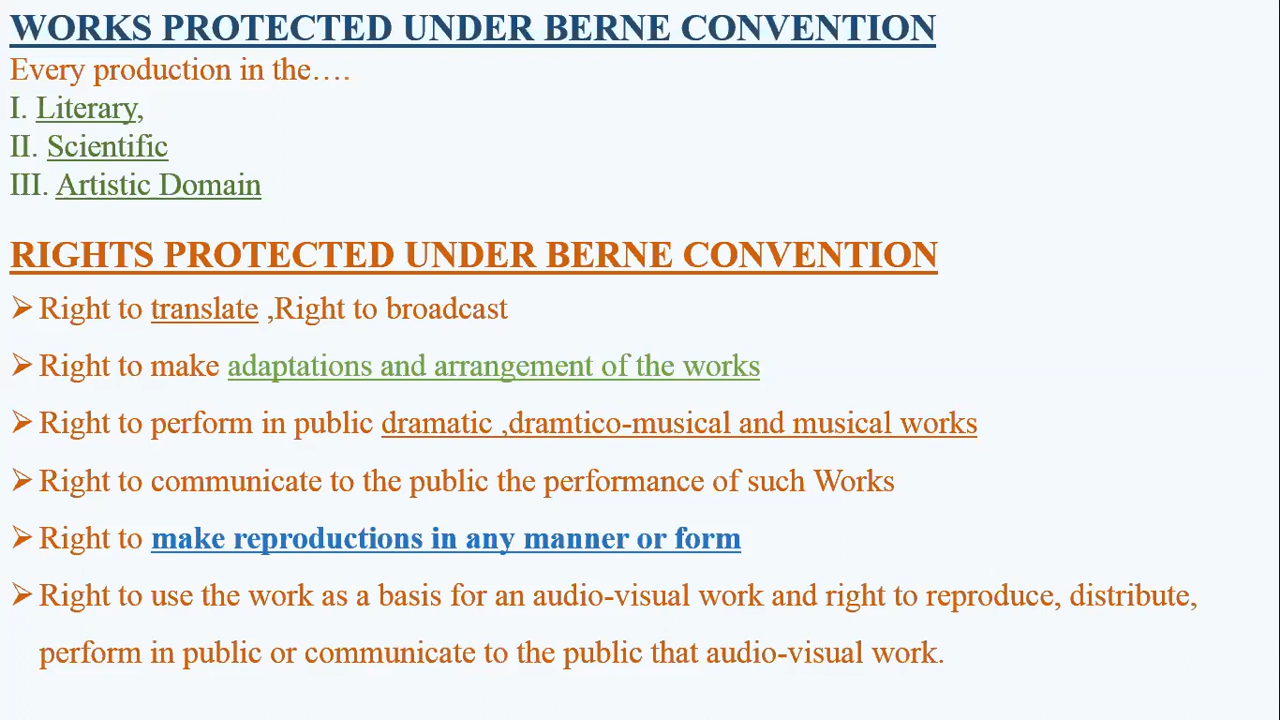 WORKS PROTECTED UNDER BERNE CONVENTION
Every production in the….
I. Literary,
II. Scientific
III. Artistic Domain
RIGHTS PROTECTED UNDER BERNE CONVENTION
➢ Right to translate ,Right to broadcast
➢ Right to make adaptations and arrangement of the works
➢ Right to perform in public dramatic ,dramtico-musical and musical works
➢ Right to communicate to the public the performance of such Works
➢ Right to make reproductions in any manner or form
➢ Right to use the work as a basis for an audio-visual work and right to reproduce, distribute,
perform in public or communicate to the public that audio-visual work.